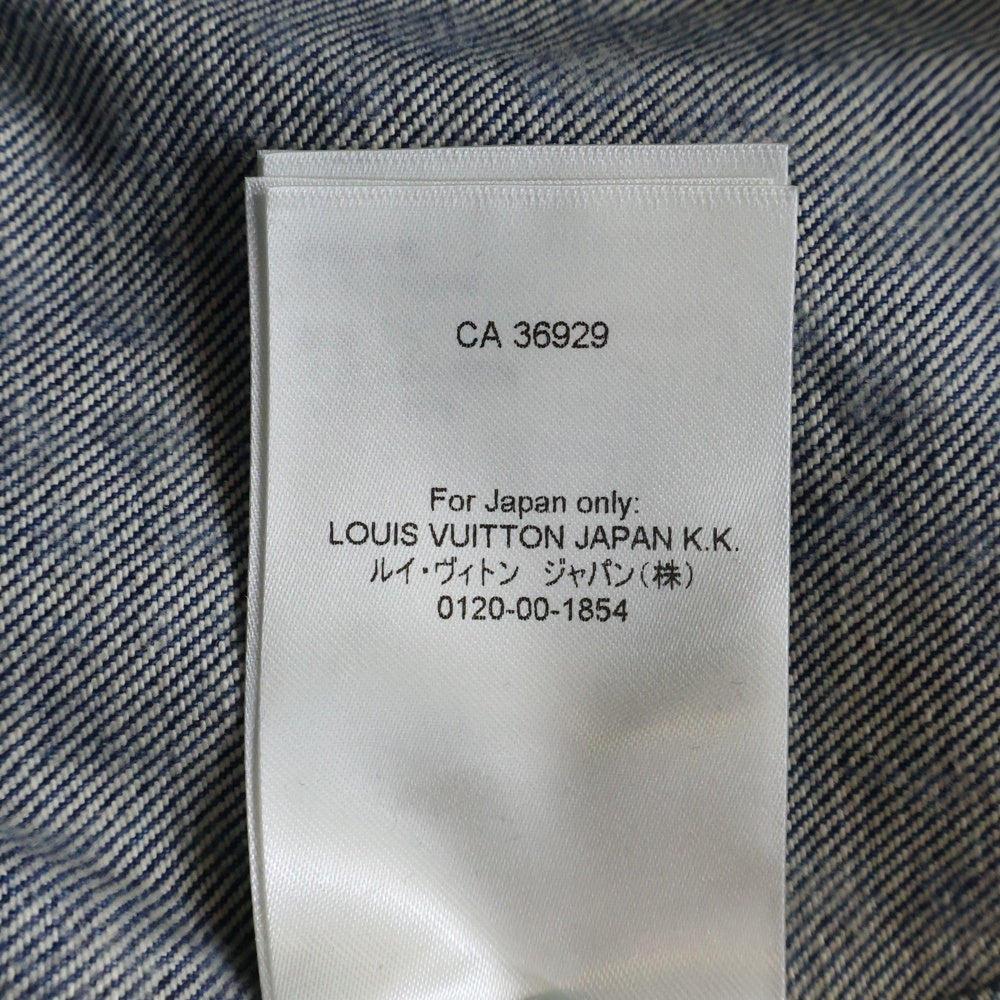 CA 36929
For Japan only:
LOUIS VUITTON JAPAN K.K.
ルイ・ヴィトン　ジャパン(株)
0120-00-1854